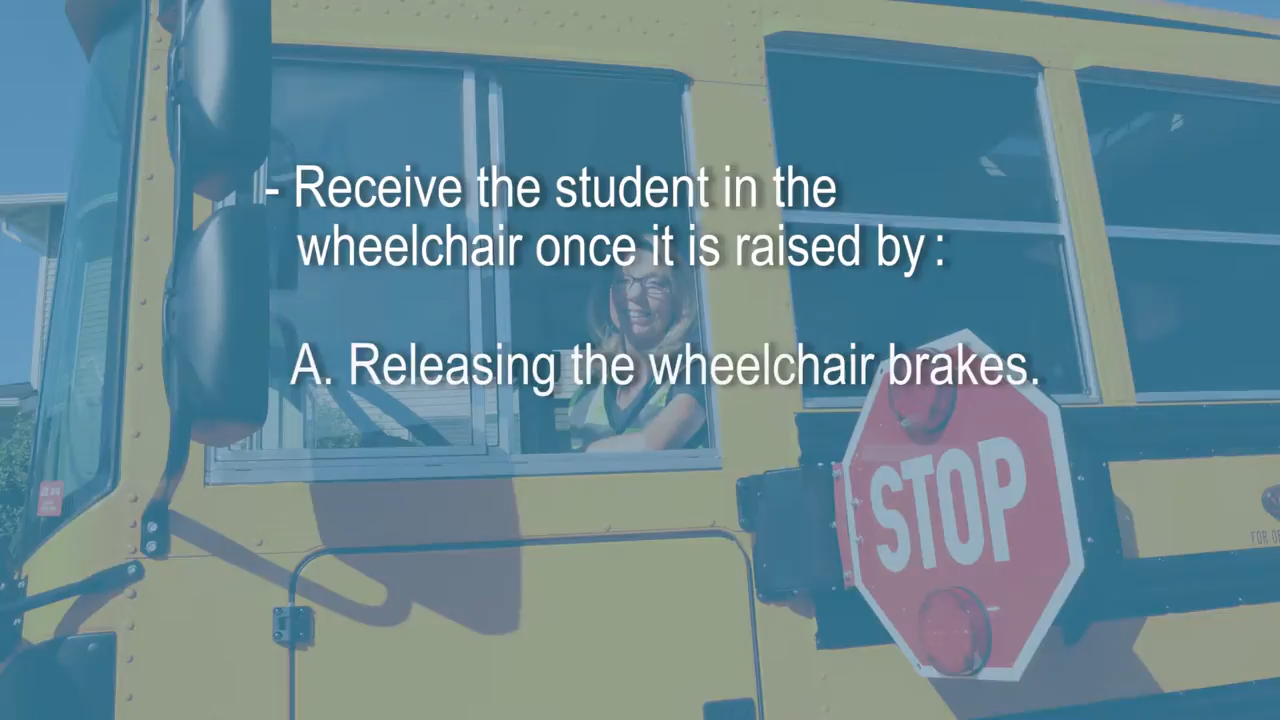 - Receive the student in the
wheelchair once it is raised by :
A. Releasing the wheelchair brakes.
STOP